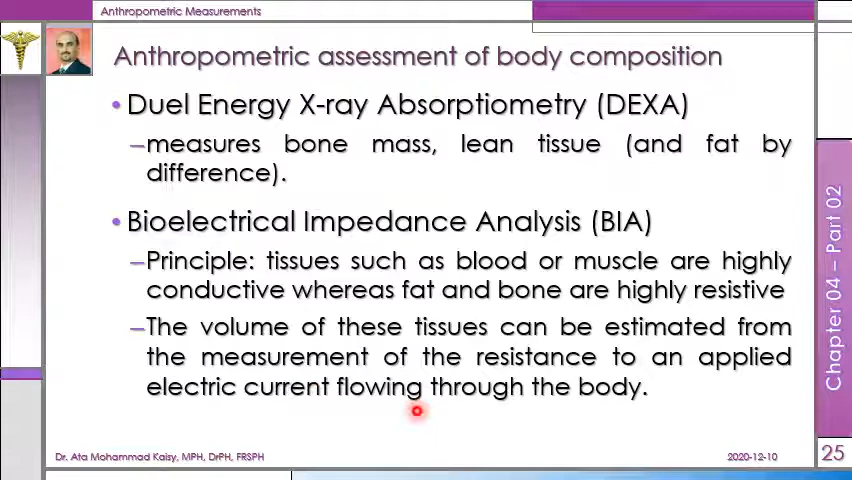 Anthropometric Measurements
Anthropometric assessment of body composition
• Duel Energy X-ray Absorptiometry (DEXA)
–measures bone mass, lean tissue (and fat by
difference).
• Bioelectrical Impedance Analysis (BIA)
–Principle: tissues such as blood or muscle are highly
conductive whereas fat and bone are highly resistive
–The volume of these tissues can be estimated from
the measurement of the resistance to an applied
electric current flowing through the body.
Chapter 04 – Part 02
Dr. Ata Mohammad Kaisy, MPH, DrPH, FRSPH
2020-12-10
25